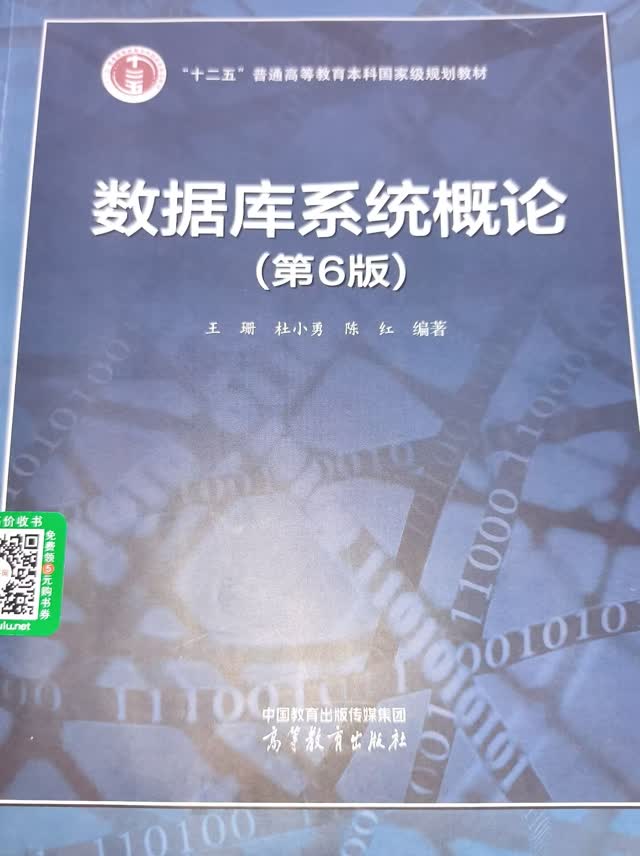 “十二五”普通高等教育本科国家级规划教材
数据库系统概论
（第6版）
王 珊 杜小勇 陈 红 编著
价收书
免费领5元购书券
ulu.net
中国教育出版传媒集团
高等教育出版社